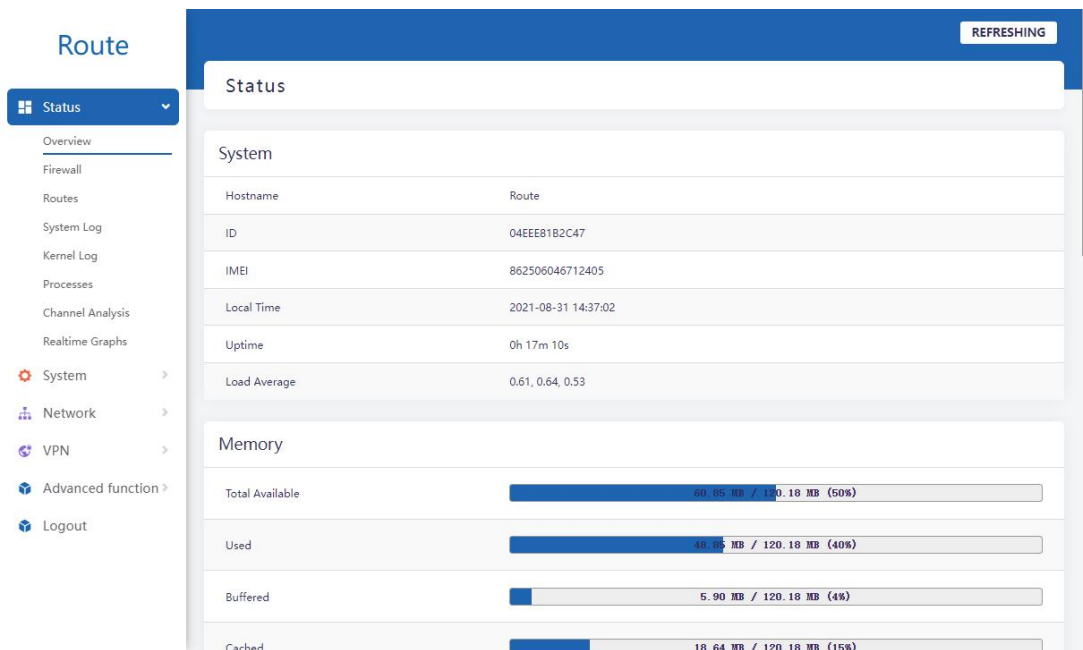 Route
REFRESHING
Status
Status
Overview
Firewall
Routes
System Log
Kernel Log
Processes
Channel Analysis
Realtime Graphs
System
Network
VPN
Advanced function
Logout
System
Hostname Route
ID 04EEE81B2C47
IMEI 862506046712405
Local Time 2021-08-31 14:37:02
Uptime 0h 17m 10s
Load Average 0.61, 0.64, 0.53
Memory
Total Available 60.85 MB / 120.18 MB (50%)
Used 48.85 MB / 120.18 MB (40%)
Buffered 5.90 MB / 120.18 MB (4%)
Cached 18.64 MB / 120.18 MB (15%)